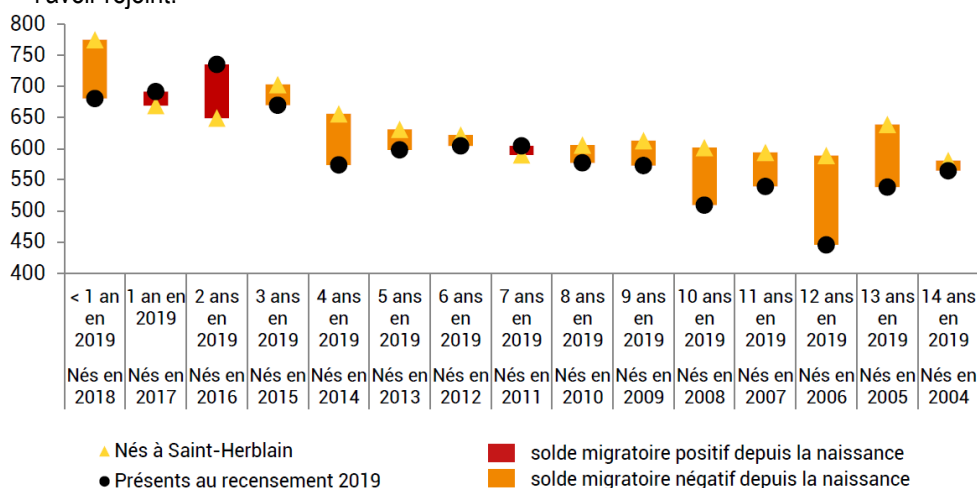 l'avoir rejoint.
800
750
700
650
600
550
500
450
400
< 1 an 1 an en 2 ans 3 ans 4 ans 5 ans 6 ans 7 ans 8 ans 9 ans 10 ans 11 ans 12 ans 13 ans 14 ans
en 2019 en en en en en en en en en en en en en
2019 2019 2019 2019 2019 2019 2019 2019 2019 2019 2019 2019 2019 2019
Nés en Nés en Nés en Nés en Nés en Nés en Nés en Nés en Nés en Nés en Nés en Nés en Nés en Nés en Nés en
2018 2017 2016 2015 2014 2013 2012 2011 2010 2009 2008 2007 2006 2005 2004
Nés à Saint-Herblain
solde migratoire positif depuis la naissance
Présents au recensement 2019
solde migratoire négatif depuis la naissance